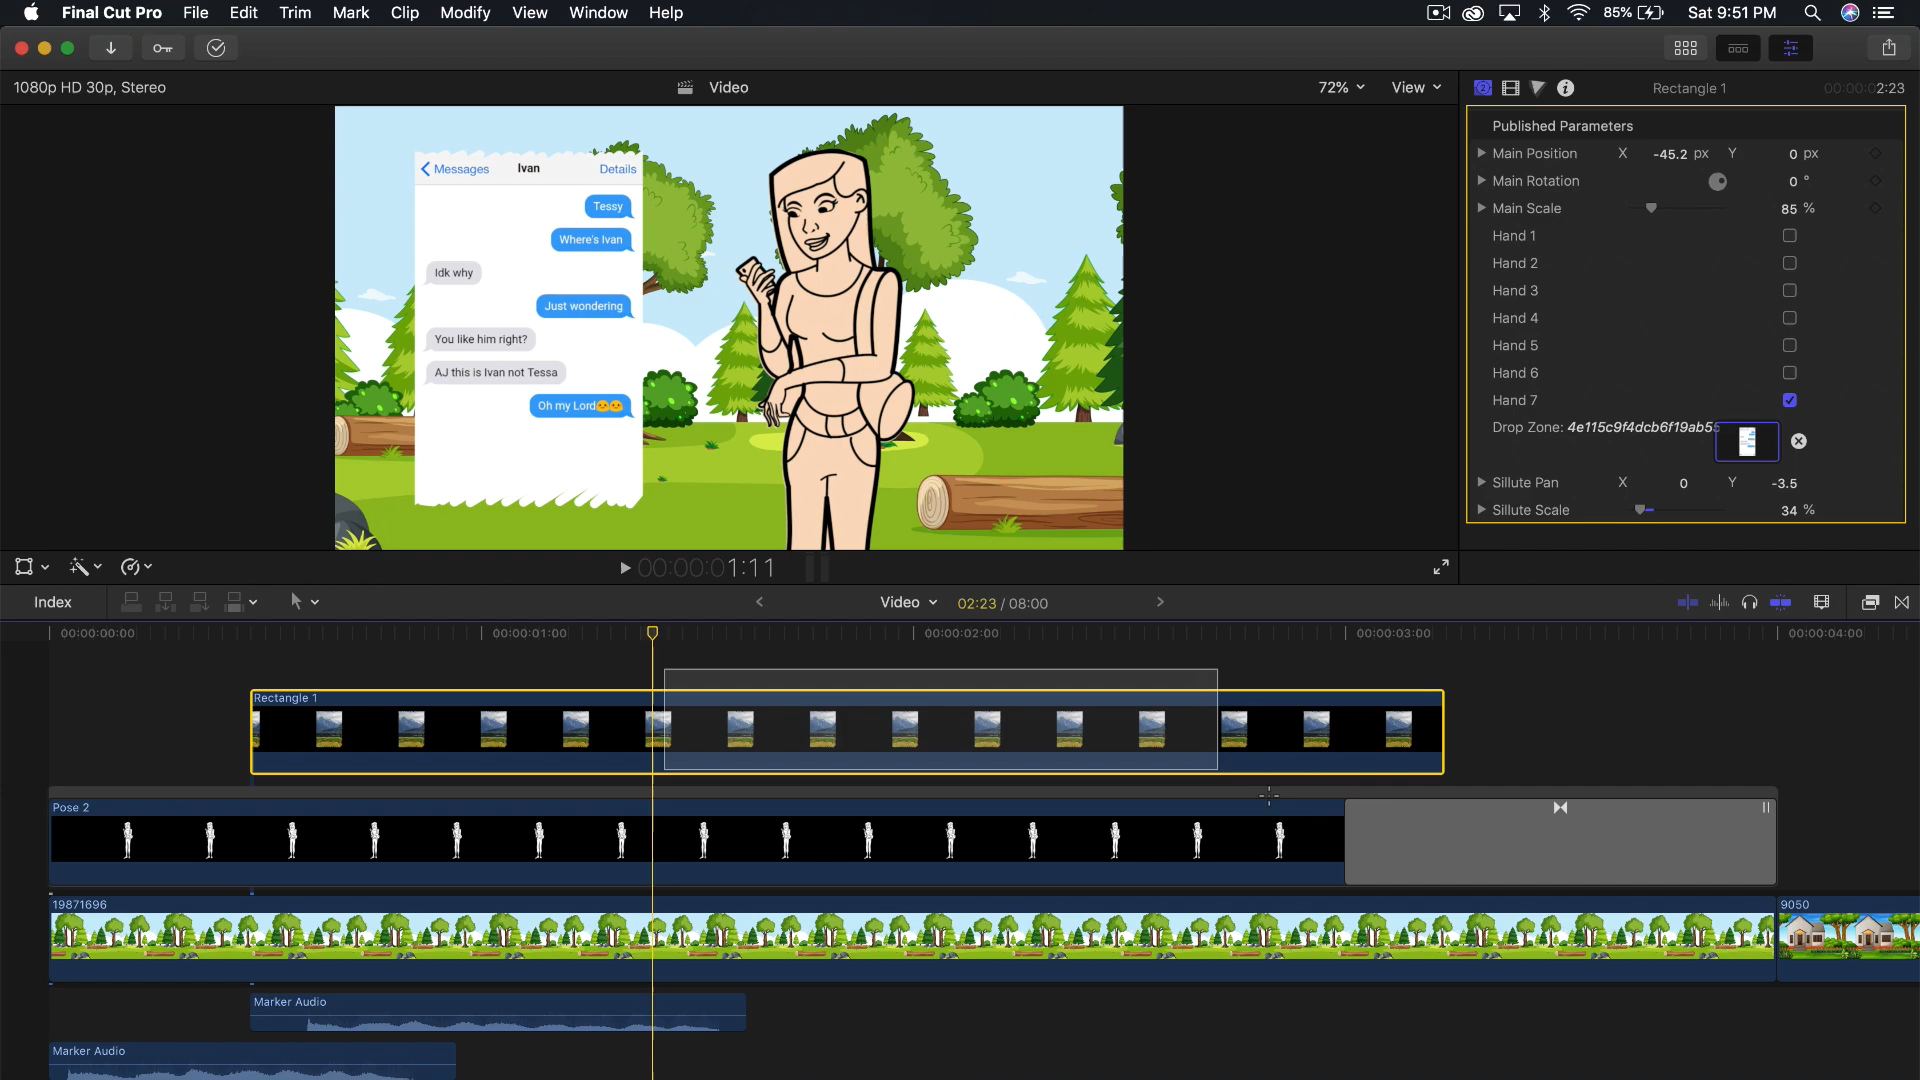 Final Cut Pro File Edit Trim Mark Clip Modify View Window Help 85% Sat 9:51 PM
1080p HD 30p, Stereo Video 72% View Rectangle 1 00:00:02:23
Messages Ivan Details
Tessy
Where's Ivan
Idk why
Just wondering
You like him right?
AJ this is Ivan not Tessa
Oh my Lord😳😳
Published Parameters
Main Position X -45.2 px Y 0 px
Main Rotation 0 °
Main Scale 85 %
Hand 1
Hand 2
Hand 3
Hand 4
Hand 5
Hand 6
Hand 7
Drop Zone: 4e115c9f4dcb6f19ab55
Sillute Pan X 0 Y -3.5
Sillute Scale 34 %
00:00:01:11
Index Video 02:23 / 08:00
00:00:00:00 00:00:01:00 00:00:02:00 00:00:03:00 00:00:04:00
Rectangle 1
Pose 2
19871696 9050
Marker Audio
Marker Audio